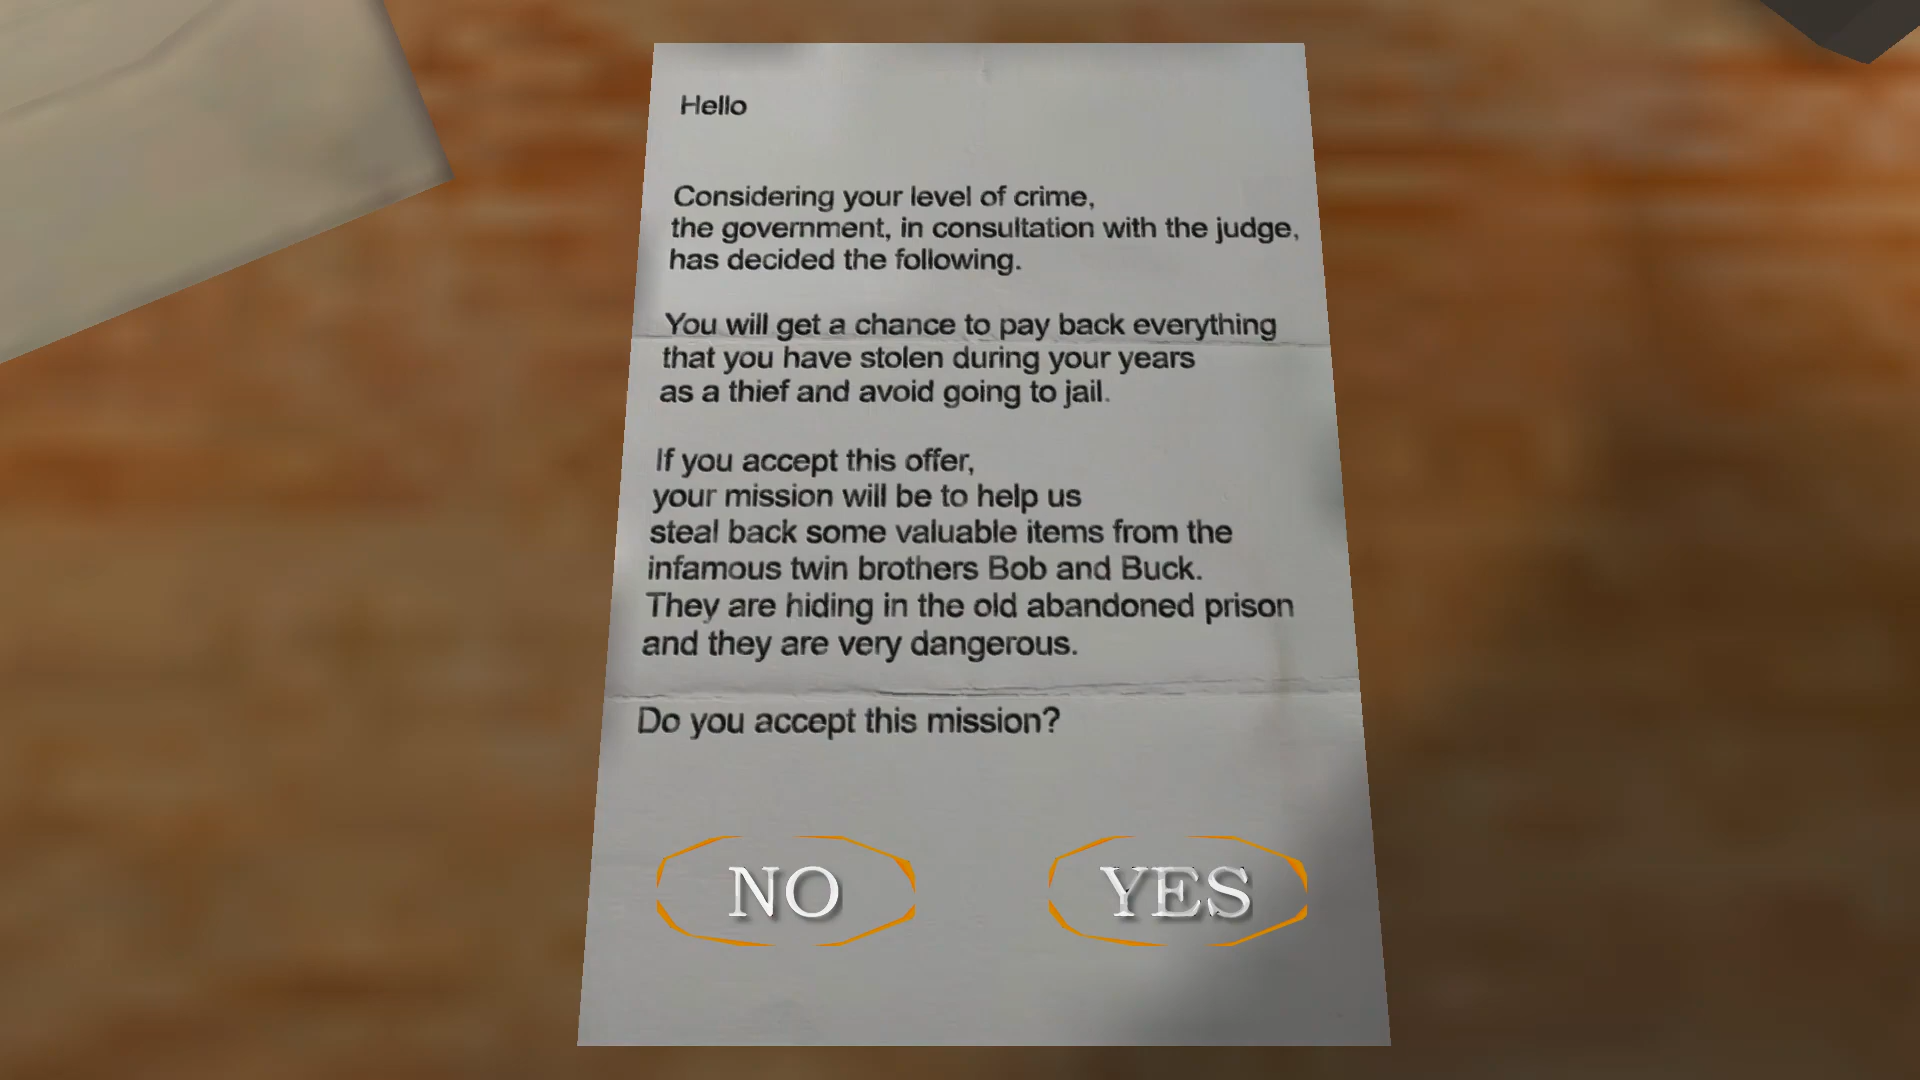 Hello
Considering your level of crime,
the government, in consultation with the judge,
has decided the following.
You will get a chance to pay back everything
that you have stolen during your years
as a thief and avoid going to jail.
If you accept this offer,
your mission will be to help us
steal back some valuable items from the
infamous twin brothers Bob and Buck.
They are hiding in the old abandoned prison
and they are very dangerous.
Do you accept this mission?
NO YES